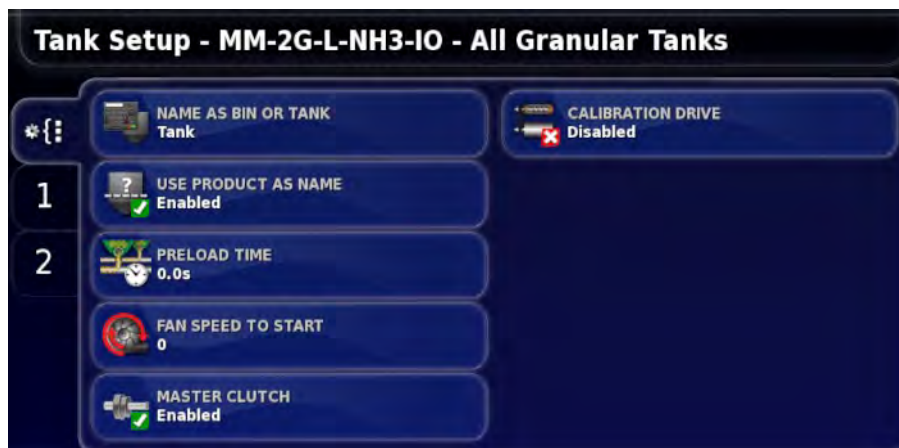 Tank Setup - MM-2G-L-NH3-IO - All Granular Tanks
NAME AS BIN OR TANK
Tank
CALIBRATION DRIVE
Disabled
1
USE PRODUCT AS NAME
Enabled
2
PRELOAD TIME
0.0s
FAN SPEED TO START
0
MASTER CLUTCH
Enabled